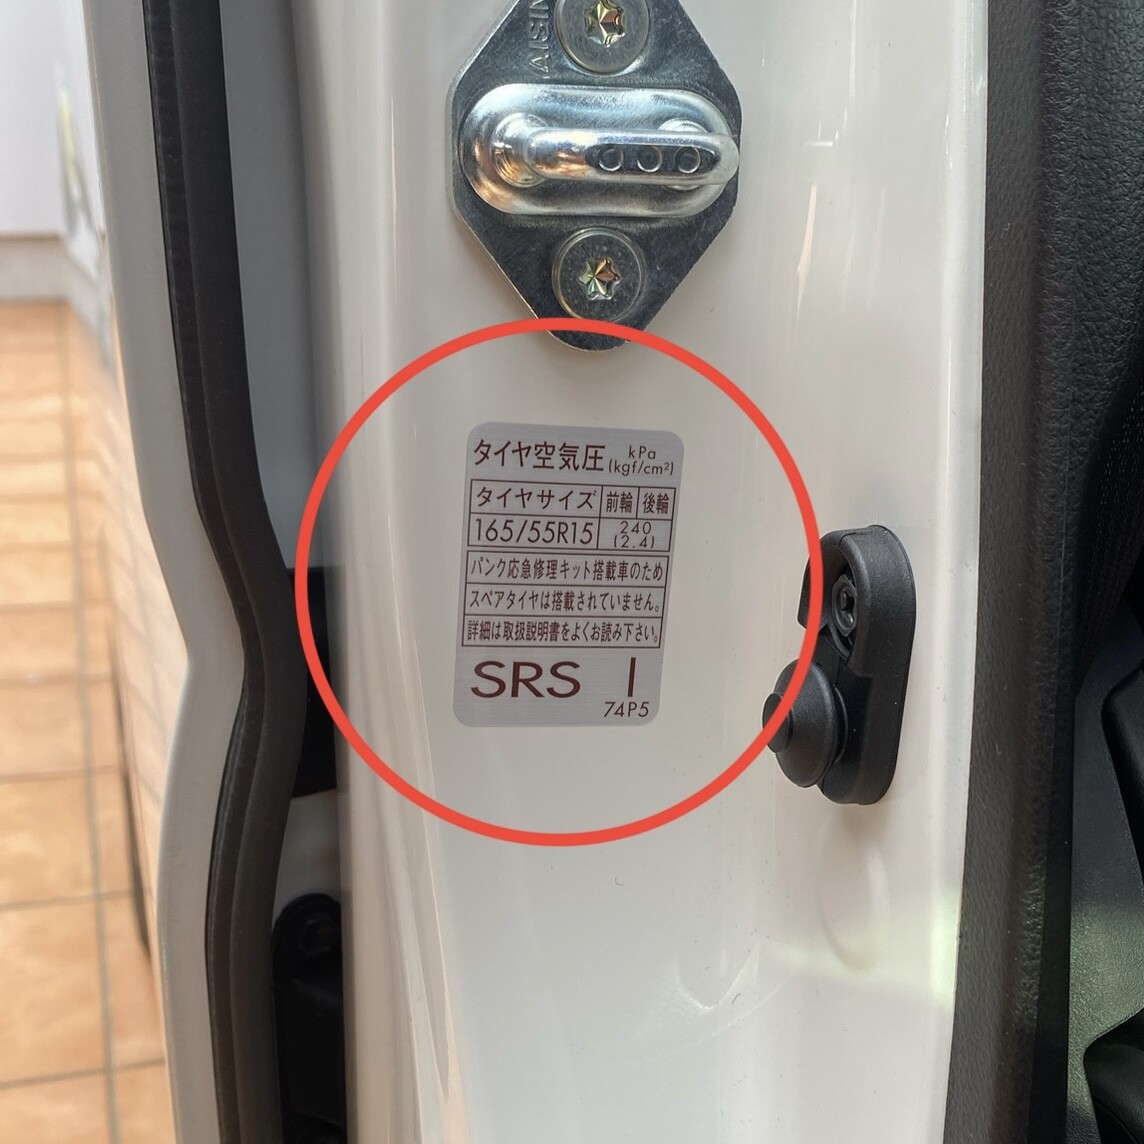 AISIN
タイヤ空気圧 kPa (kgf/cm²)
タイヤサイズ 前輪 後輪
165/55R15 240 (2.4)
パンク応急修理キット搭載車のため
スペアタイヤは搭載されていません。
詳細は取扱説明書をよくお読み下さい。
SRS I
74P5